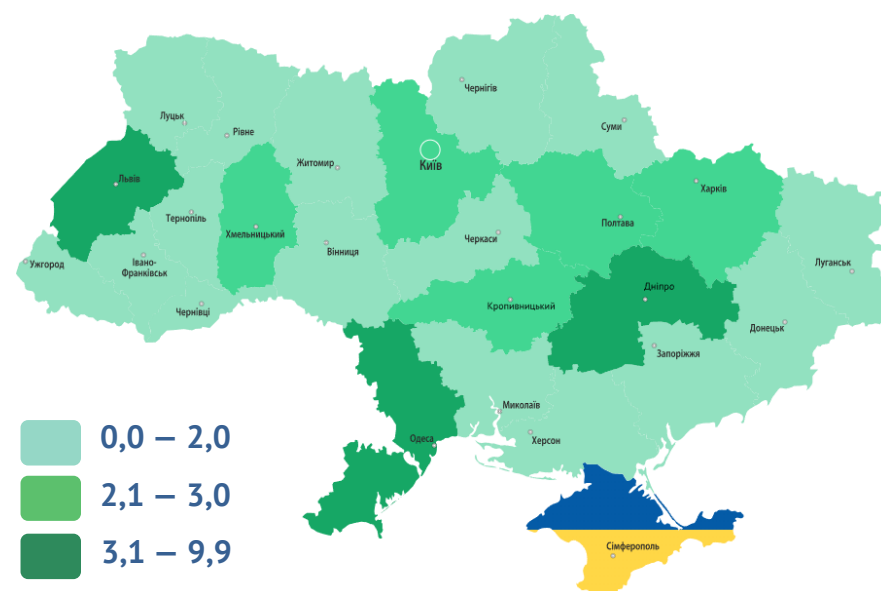 Чернігів
Луцьк
Рівне
Суми
Житомир
Київ
Львів
Харків
Тернопіль
Хмельницький
Полтава
Черкаси
Вінниця
Ужгород
Івано-
Франківськ
Луганськ
Дніпро
Кропивницький
Чернівці
Донецьк
Запоріжжя
Миколаїв
Одеса
Херсон
0,0 — 2,0
2,1 — 3,0
3,1 — 9,9
Сімферополь